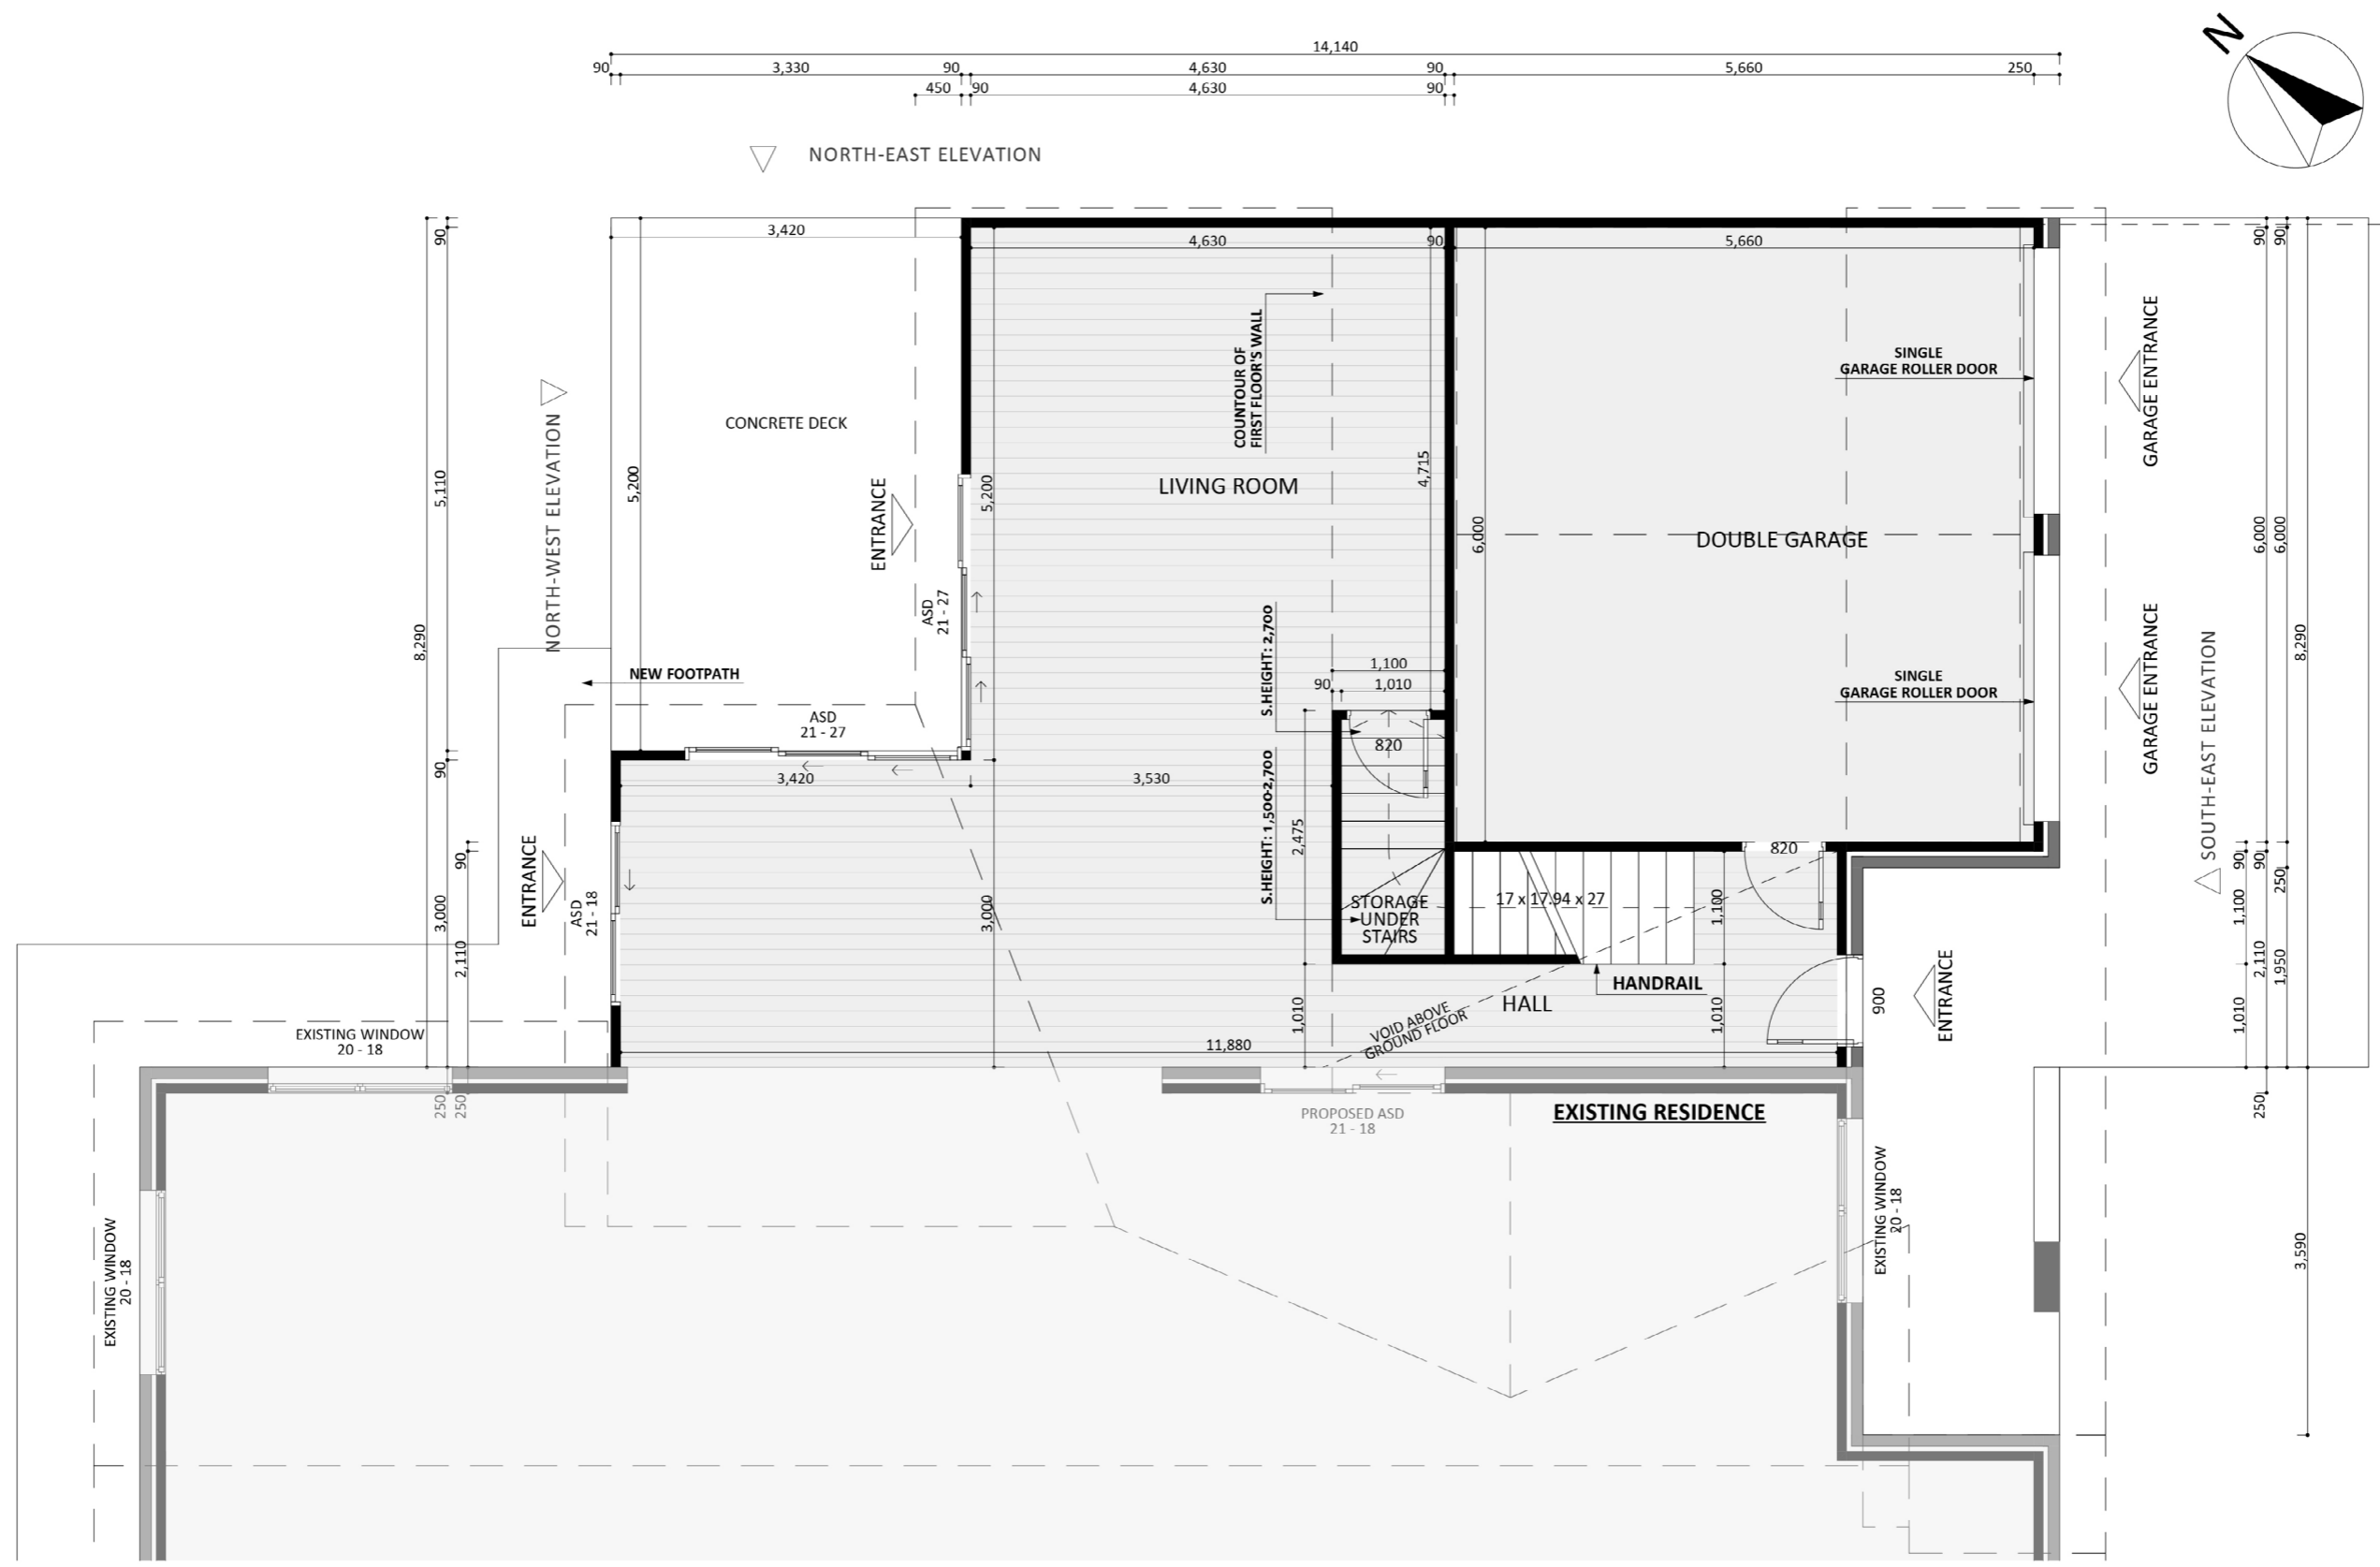 N
14,140
90 3,330 90 4,630 90 5,660 250
450 90 4,630 90
NORTH-EAST ELEVATION
3,420
4,630 90 5,660
90
5,110
90
8,290
3,000
90
2,110
250
250
NORTH-WEST ELEVATION
5,200
CONCRETE DECK
ENTRANCE
ASD
21 - 27
NEW FOOTPATH
ASD
21 - 27
5,200
COUNTOUR OF
FIRST FLOOR'S WALL
LIVING ROOM
4,715
6,000
DOUBLE GARAGE
SINGLE
GARAGE ROLLER DOOR
SINGLE
GARAGE ROLLER DOOR
GARAGE ENTRANCE
GARAGE ENTRANCE
SOUTH-EAST ELEVATION
90 90
6,000 6,000
8,290
90 90
250
1,100
2,110
1,950
1,010
250
3,590
S.HEIGHT: 2,700
1,100
90 1,010
820
S.HEIGHT: 1,500-2,700
2,475
3,420
3,530
ENTRANCE
ASD
21 - 18
3,000
STORAGE
UNDER
STAIRS
17 x 17.94 x 27
1,100
820
HANDRAIL
HALL
1,010
1,010
VOID ABOVE
GROUND FLOOR
900
ENTRANCE
11,880
EXISTING WINDOW
20 - 18
PROPOSED ASD
21 - 18
EXISTING RESIDENCE
EXISTING WINDOW
20 - 18
EXISTING WINDOW
20 - 18